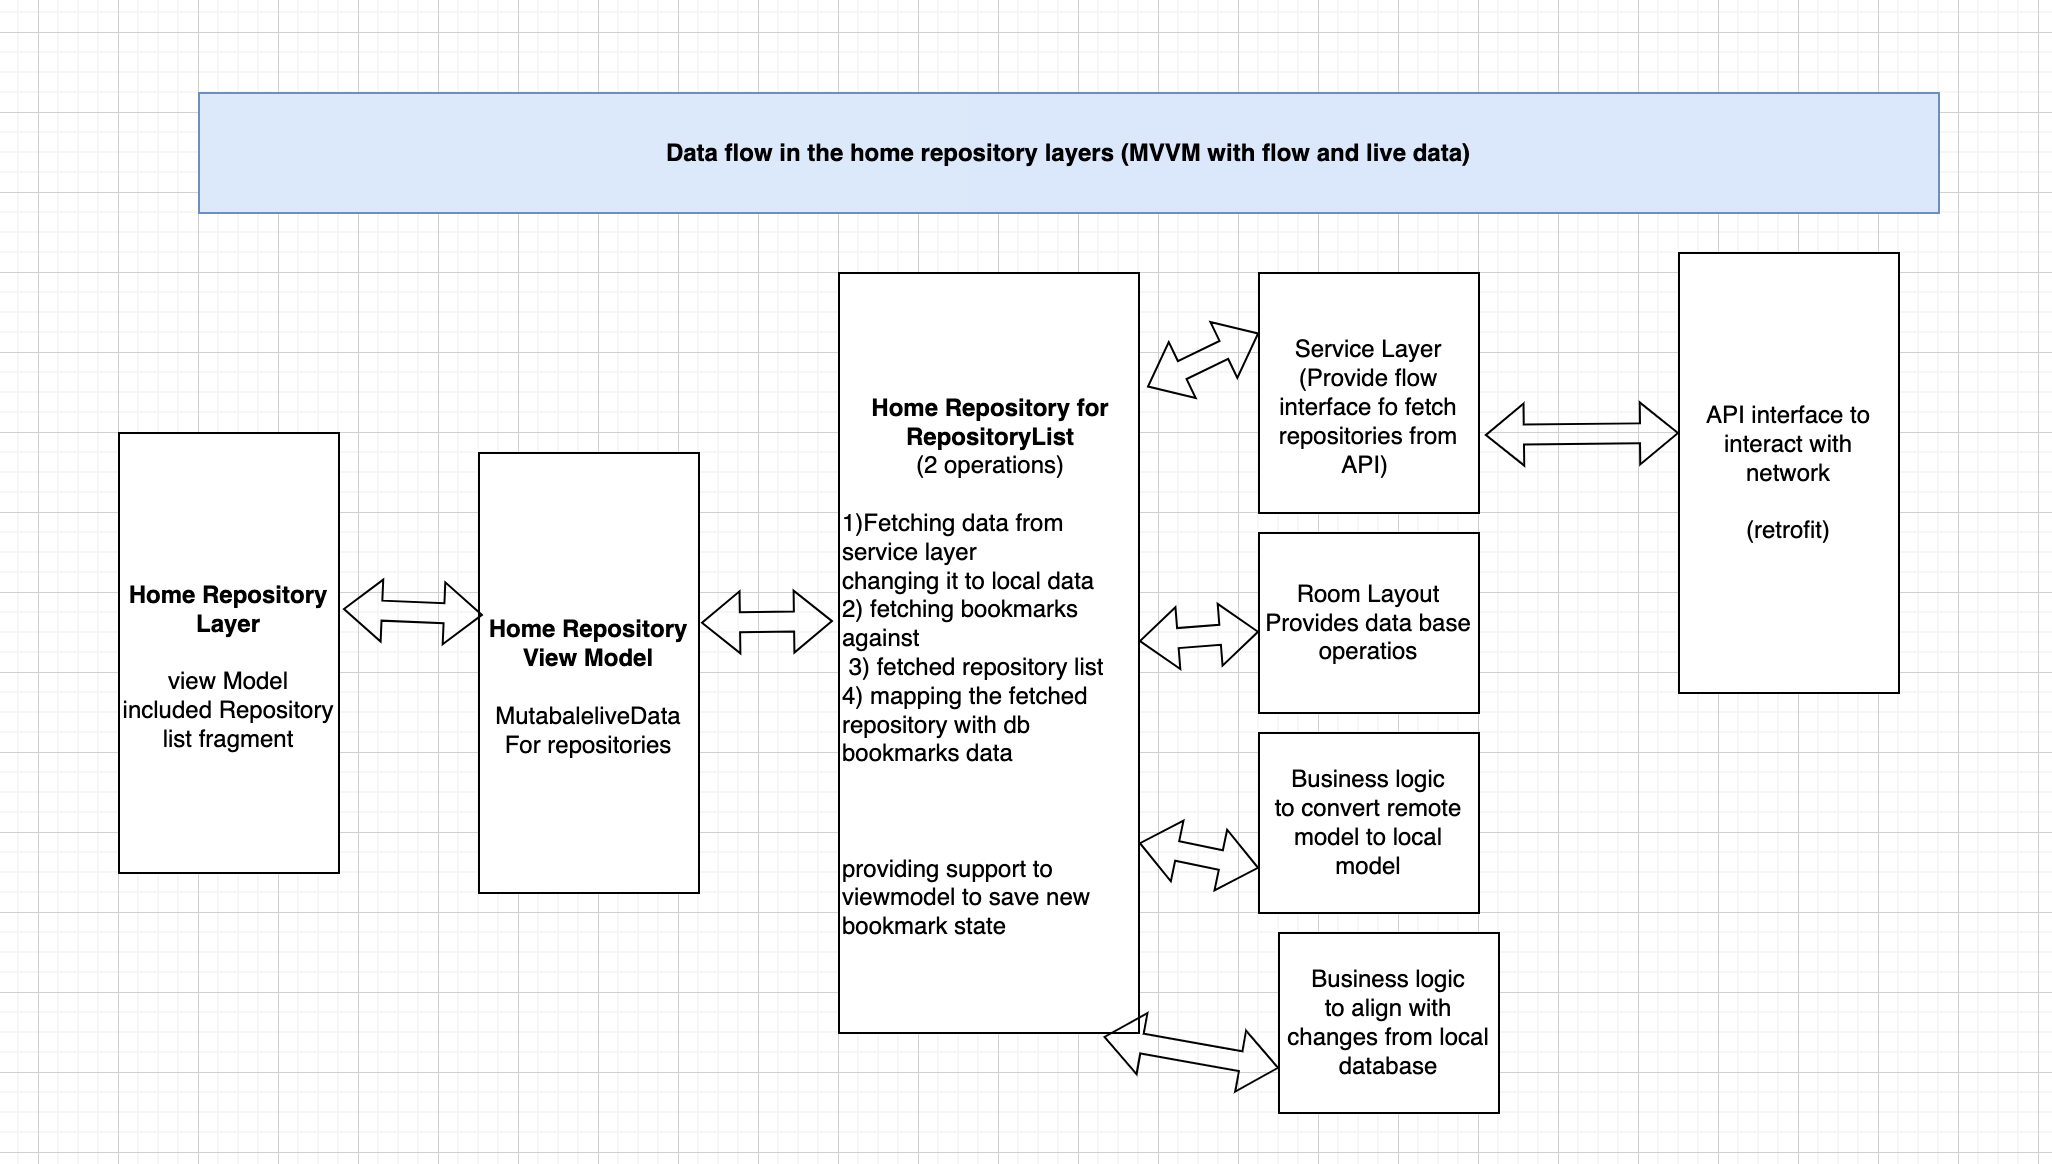 Data flow in the home repository layers (MVVM with flow and live data)
Home Repository
Layer
view Model
included Repository
list fragment
Home Repository
View Model
MutabaleliveData
For repositories
Home Repository for
RepositoryList
(2 operations)
1)Fetching data from
service layer
changing it to local data
2) fetching bookmarks
against
3) fetched repository list
4) mapping the fetched
repository with db
bookmarks data
providing support to
viewmodel to save new
bookmark state
Service Layer
(Provide flow
interface fo fetch
repositories from
API)
Room Layout
Provides data base
operatios
Business logic
to convert remote
model to local
model
Business logic
to align with
changes from local
database
API interface to
interact with
network
(retrofit)